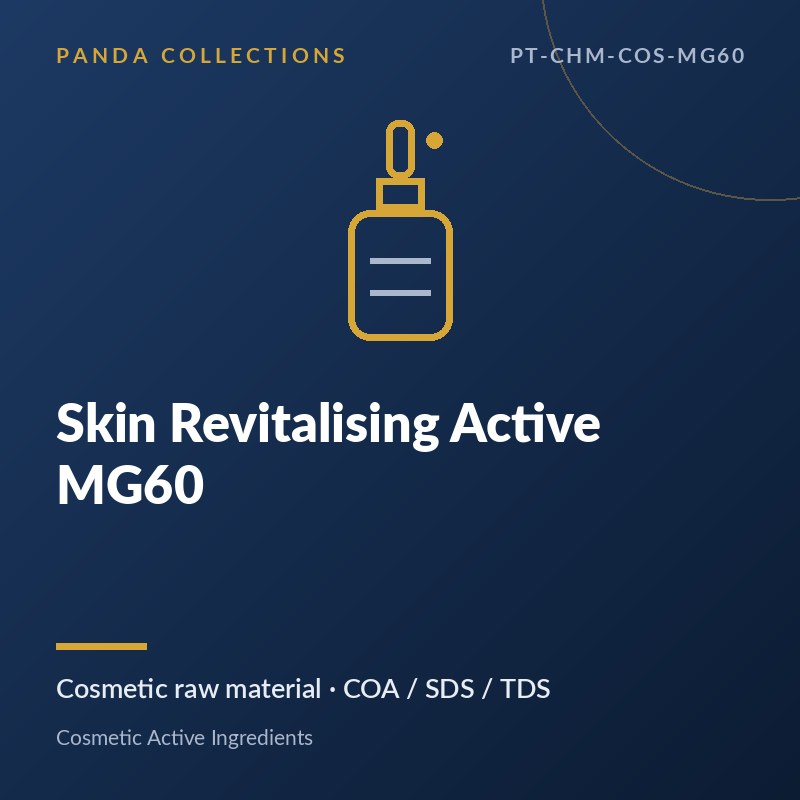 PANDA COLLECTIONS
PT-CHM-COS-MG60
Skin Revitalising Active
MG60
Cosmetic raw material · COA / SDS / TDS
Cosmetic Active Ingredients